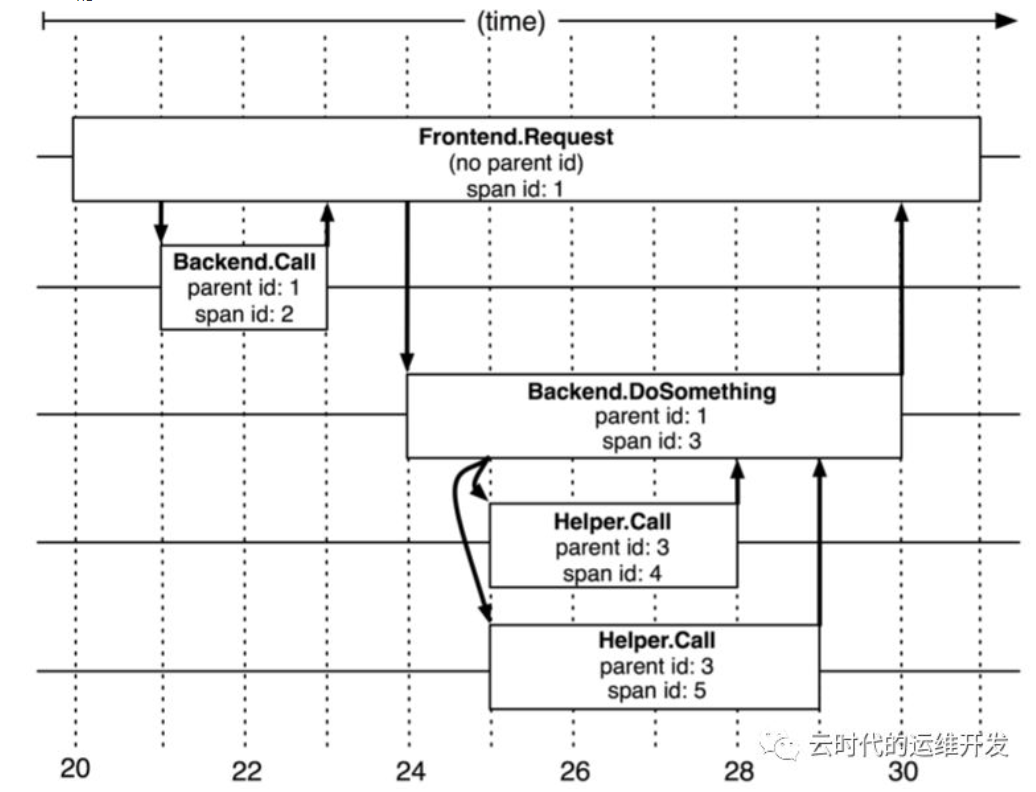 (time)
Frontend.Request
(no parent id)
span id: 1
Backend.Call
parent id: 1
span id: 2
Backend.DoSomething
parent id: 1
span id: 3
Helper.Call
parent id: 3
span id: 4
Helper.Call
parent id: 3
span id: 5
云时代的运维开发
20 22 24 26 28 30